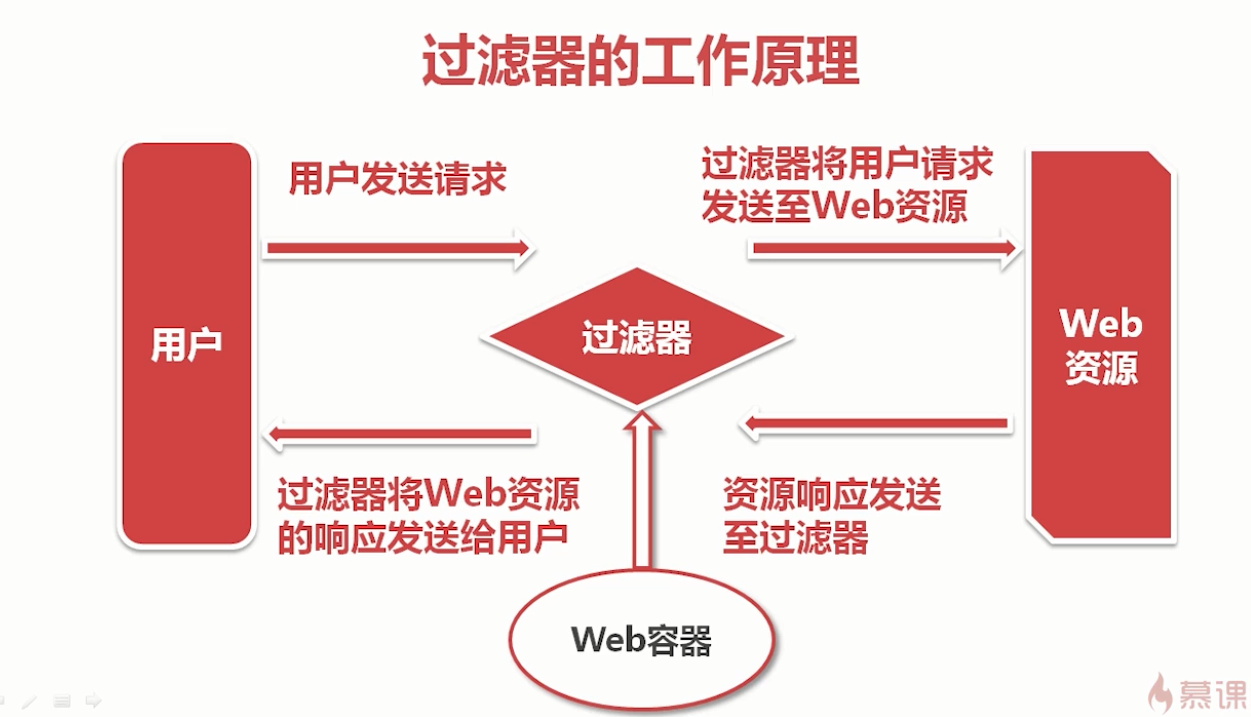 过滤器的工作原理
用户发送请求
过滤器将用户请求
发送至Web资源
用户
过滤器
Web
资源
过滤器将Web资源
的响应发送给用户
资源响应发送
至过滤器
Web容器
慕课